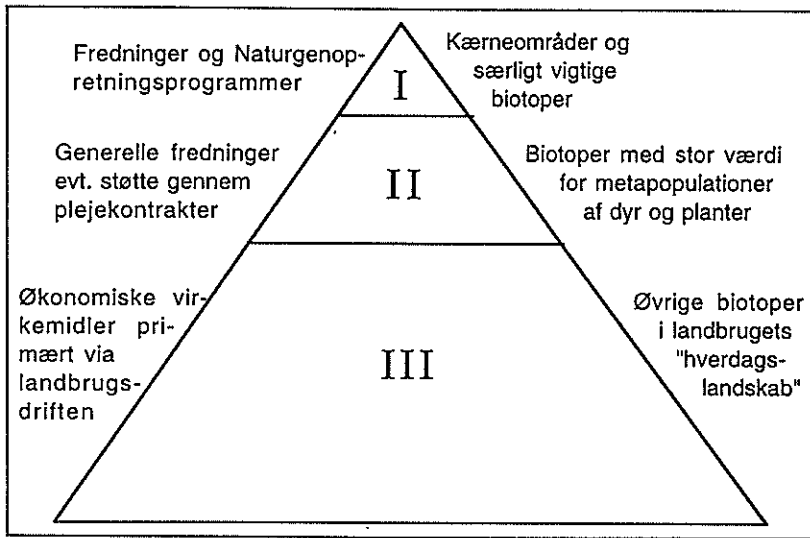 Fredninger og Naturgenop-
retningsprogrammer
Kærneområder og
særligt vigtige
biotoper
I
Generelle fredninger
evt. støtte gennem
plejekontrakter
II
Biotoper med stor værdi
for metapopulationer
af dyr og planter
Økonomiske vir-
kemidler pri-
mært via
landbrugs-
driften
III
Øvrige biotoper
i landbrugets
"hverdags-
landskab"